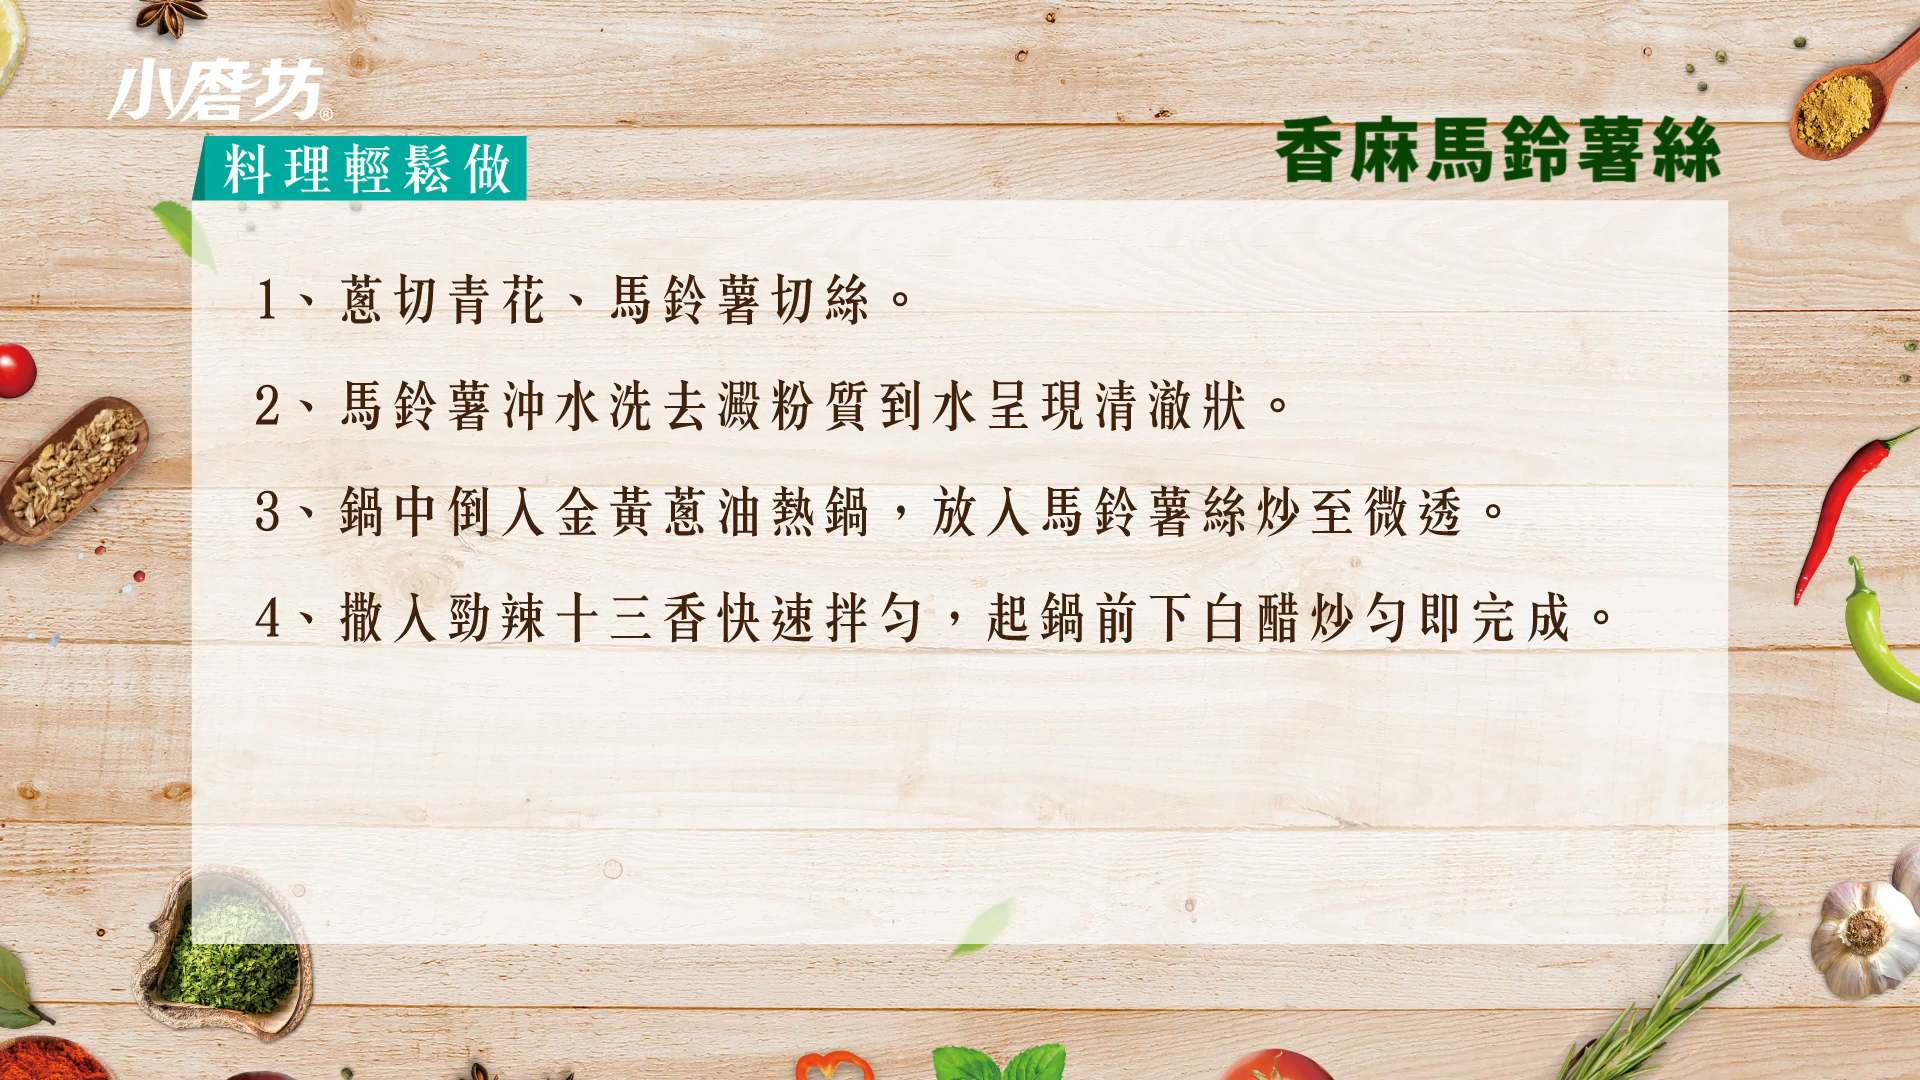 小磨坊®
料理輕鬆做
香麻馬鈴薯絲
1、蔥切青花、馬鈴薯切絲。
2、馬鈴薯沖水洗去澱粉質到水呈現清澈狀。
3、鍋中倒入金黃蔥油熱鍋，放入馬鈴薯絲炒至微透。
4、撒入勁辣十三香快速拌勻，起鍋前下白醋炒勻即完成。